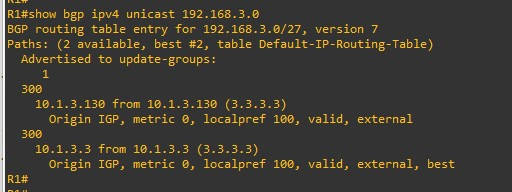 R1#show bgp ipv4 unicast 192.168.3.0
BGP routing table entry for 192.168.3.0/27, version 7
Paths: (2 available, best #2, table Default-IP-Routing-Table)
  Advertised to update-groups:
     1
  300
    10.1.3.130 from 10.1.3.130 (3.3.3.3)
      Origin IGP, metric 0, localpref 100, valid, external
  300
    10.1.3.3 from 10.1.3.3 (3.3.3.3)
      Origin IGP, metric 0, localpref 100, valid, external, best
R1#